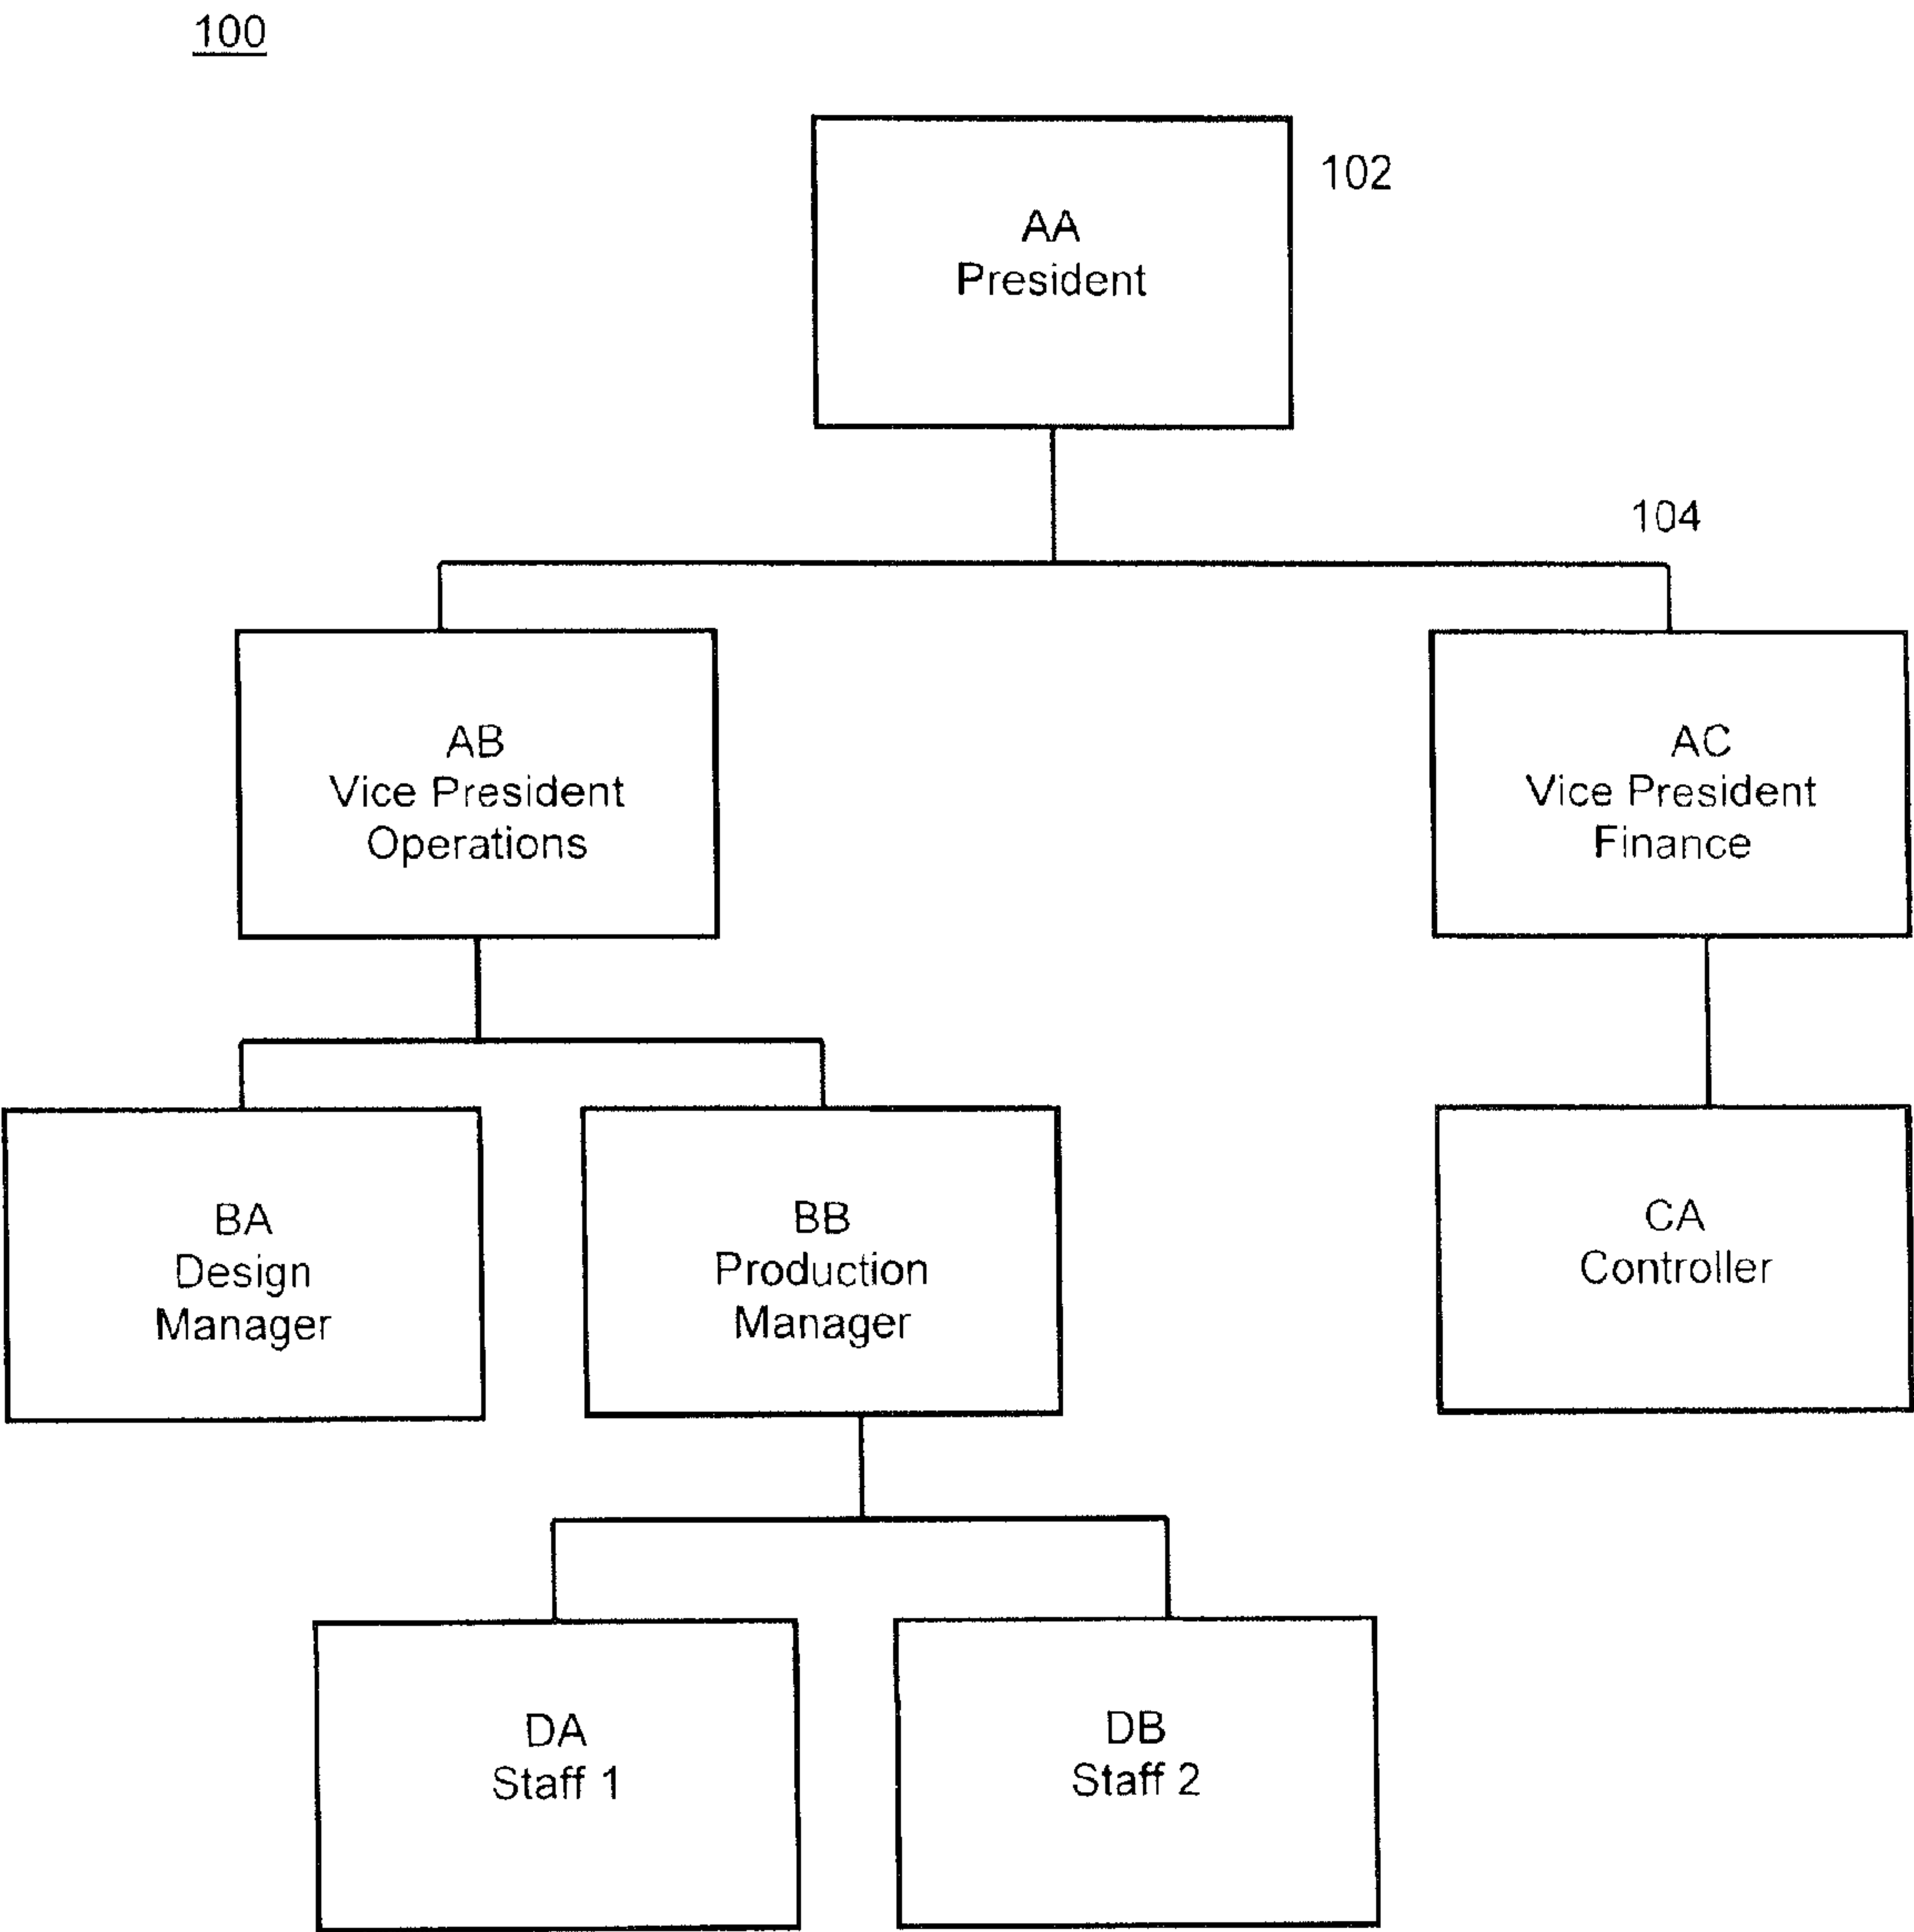 100
102
AA
President
104
AB
Vice President
Operations
AC
Vice President
Finance
BA
Design
Manager
BB
Production
Manager
CA
Controller
DA
Staff 1
DB
Staff 2